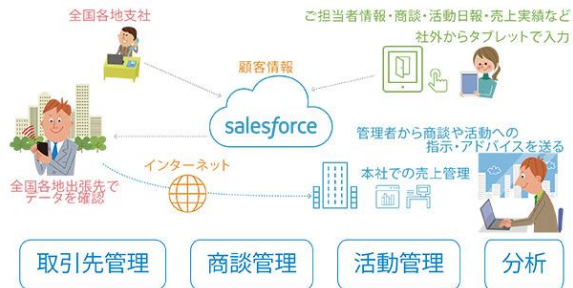 全国各地支社
ご担当者情報・商談・活動日報・売上実績など
社外からタブレットで入力
顧客情報
salesforce
管理者から商談や活動への
指示・アドバイスを送る
インターネット
本社での売上管理
全国各地出張先で
データを確認
取引先管理
商談管理
活動管理
分析